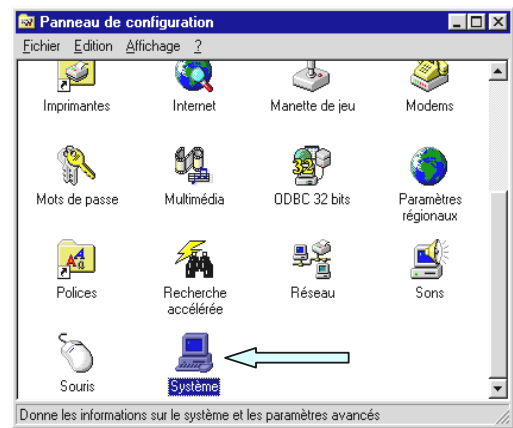 Panneau de configuration
Fichier Edition Affichage ?
Imprimantes Internet Manette de jeu Modems
Mots de passe Multimédia ODBC 32 bits Paramètres régionaux
Polices Recherche accélérée Réseau Sons
Souris Système
Donne les informations sur le système et les paramètres avancés